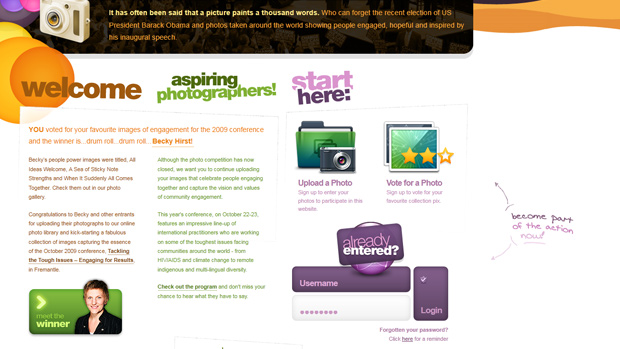 It has often been said that a picture paints a thousand words. Who can forget the recent election of US
President Barack Obama and photos taken around the world showing people engaged, hopeful and inspired by
his inaugural speech.
welcome
aspiring
photographers!
start
here:
YOU voted for your favourite images of engagement for the 2009 conference
and the winner is.. drum roll...drum roll....Becky Hirst!
Becky's people power images were titled, All
Ideas Welcome, A Sea of Sticky Note
Strengths and When It Suddenly All Comes
Together. Check them out in our photo
gallery.
Congratulations to Becky and other entrants
for uploading their photographs to our online
photo library and kick-starting a fabulous
collection of images capturing the essence
of the October 2009 conference, Tackling
the Tough Issues – Engaging for Results,
in Fremantle.
meet the
winner
Although the photo competition has now
closed, we want you to continue uploading
your images that celebrate people engaging
together and capture the vision and values
of community engagement.
This year's conference, on October 22-23,
features an impressive line-up of
international practitioners who are working
on some of the toughest issues facing
communities around the world - from
HIV/AIDS and climate change to remote
indigenous and multi-lingual diversity.
Check out the program and don't miss your
chance to hear what they have to say.
Upload a Photo
Sign up to enter your
photos to participate in this
website.
Vote for a Photo
Sign up to vote for your
favourite collection pix.
already
entered?
Username
••••••••
Login
Forgotten your password?
Click here for a reminder
become part
of the action
now!